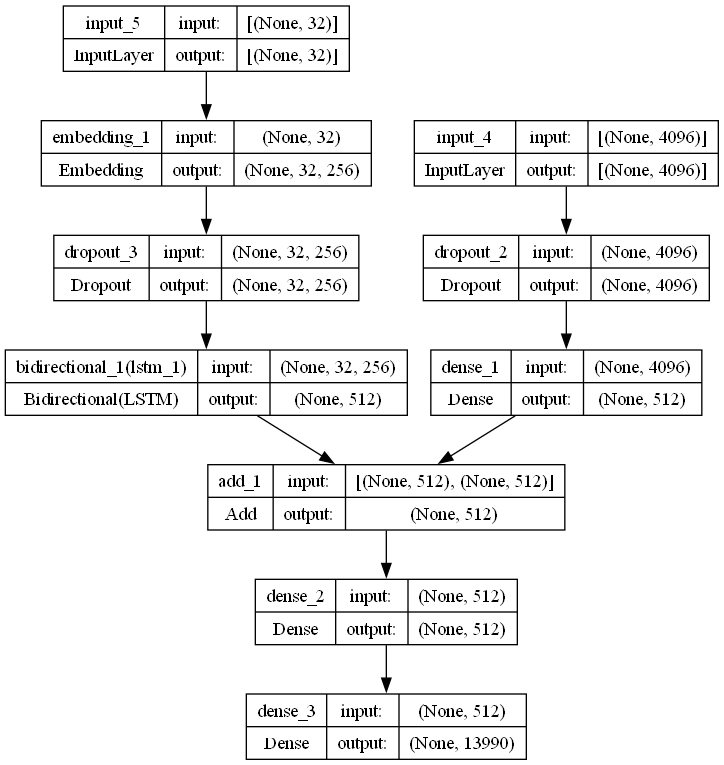 input_5 input: [(None, 32)]
InputLayer output: [(None, 32)]
embedding_1 input: (None, 32)
Embedding output: (None, 32, 256)
input_4 input: [(None, 4096)]
InputLayer output: [(None, 4096)]
dropout_3 input: (None, 32, 256)
Dropout output: (None, 32, 256)
dropout_2 input: (None, 4096)
Dropout output: (None, 4096)
bidirectional_1(lstm_1) input: (None, 32, 256)
Bidirectional(LSTM) output: (None, 512)
dense_1 input: (None, 4096)
Dense output: (None, 512)
add_1 input: [(None, 512), (None, 512)]
Add output: (None, 512)
dense_2 input: (None, 512)
Dense output: (None, 512)
dense_3 input: (None, 512)
Dense output: (None, 13990)